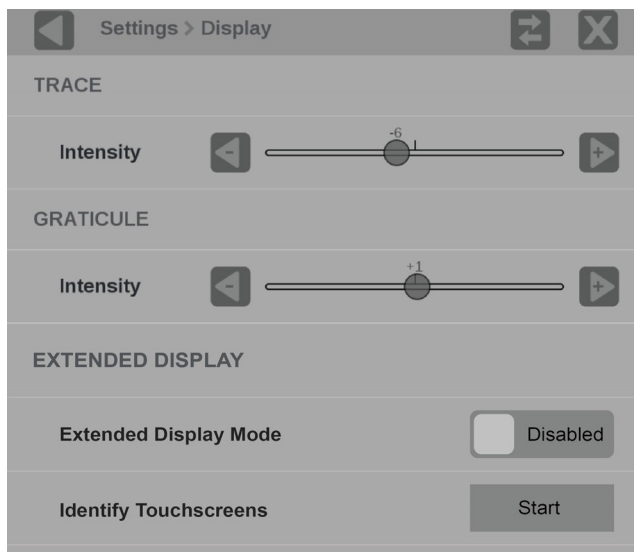 Settings > Display
TRACE
-6
Intensity - +
GRATICULE
+1
Intensity - +
EXTENDED DISPLAY
Extended Display Mode Disabled
Identify Touchscreens Start